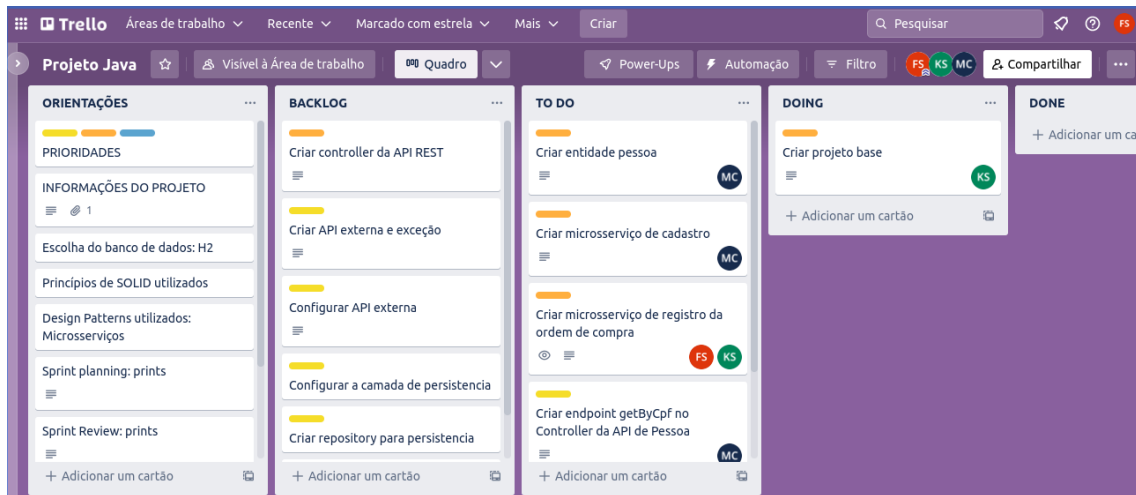 Trello Áreas de trabalho Recente Marcado com estrela Mais Criar Pesquisar FS
Projeto Java Visível à Área de trabalho Quadro Power-Ups Automação Filtro FS KS MC Compartilhar
ORIENTAÇÕES
PRIORIDADES
INFORMAÇÕES DO PROJETO
1
Escolha do banco de dados: H2
Princípios de SOLID utilizados
Design Patterns utilizados:
Microsserviços
Sprint planning: prints
Sprint Review: prints
+ Adicionar um cartão
BACKLOG
Criar controller da API REST
Criar API externa e exceção
Configurar API externa
Configurar a camada de persistencia
Criar repository para persistencia
+ Adicionar um cartão
TO DO
Criar entidade pessoa
MC
Criar microsserviço de cadastro
MC
Criar microsserviço de registro da
ordem de compra
FS KS
Criar endpoint getByCpf no
Controller da API de Pessoa
MC
+ Adicionar um cartão
DOING
Criar projeto base
KS
+ Adicionar um cartão
DONE
+ Adicionar um ca